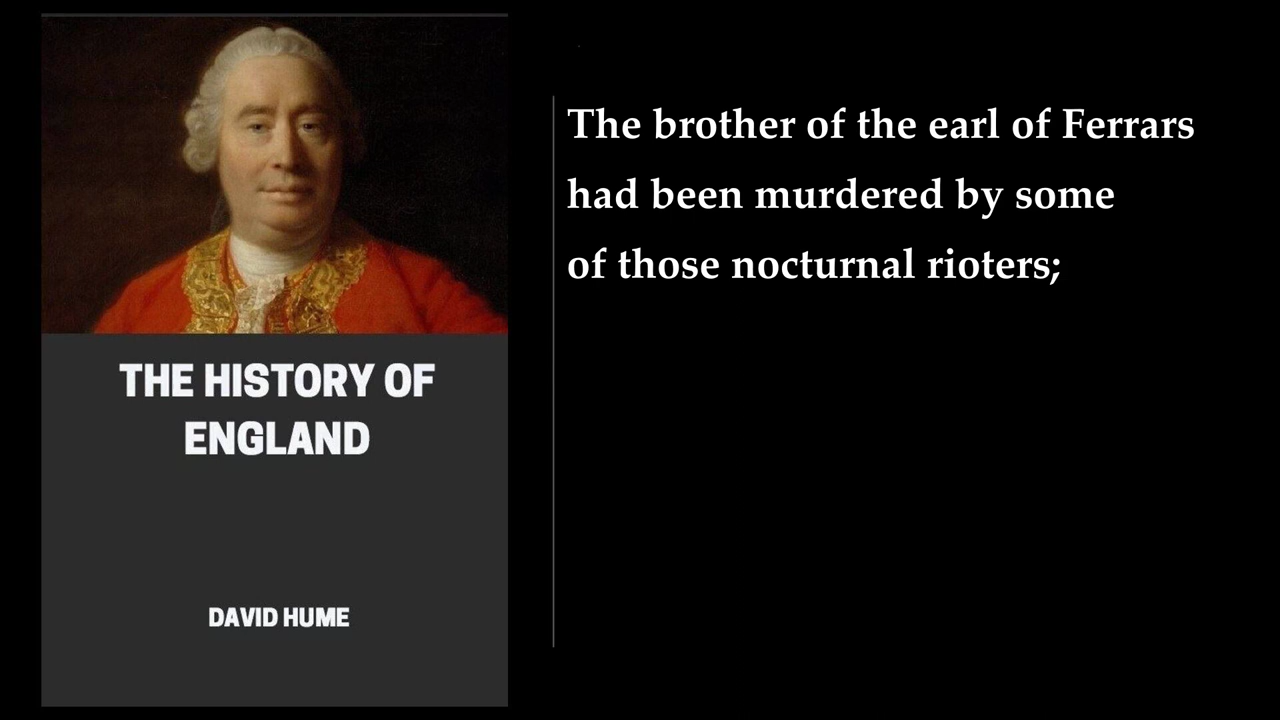 THE HISTORY OF
ENGLAND
DAVID HUME
The brother of the earl of Ferrars
had been murdered by some
of those nocturnal rioters;